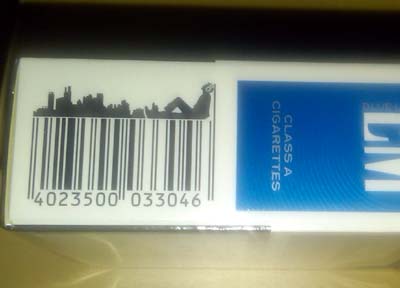 4023500 033046
CLASS A
CIGARETTES
LM